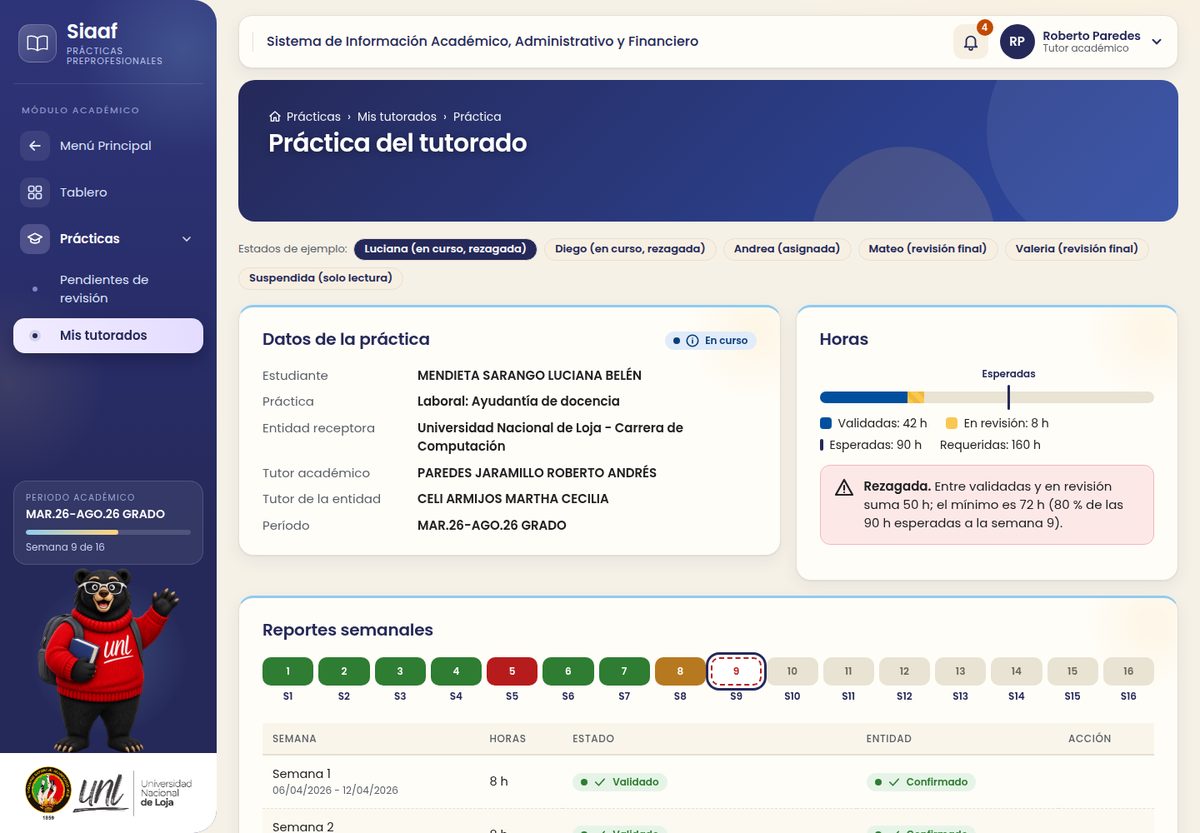 Siaaf
PRÁCTICAS
PREPROFESIONALES
MÓDULO ACADÉMICO
Menú Principal
Tablero
Prácticas
Pendientes de
revisión
Mis tutorados
PERIODO ACADÉMICO
MAR.26-AGO.26 GRADO
Semana 9 de 16
unl
1859
unl
Universidad
Nacional
de Loja
Sistema de Información Académico, Administrativo y Financiero
4
RP
Roberto Paredes
Tutor académico
Prácticas › Mis tutorados › Práctica
Práctica del tutorado
Estados de ejemplo: Luciana (en curso, rezagada) Diego (en curso, rezagada) Andrea (asignada) Mateo (revisión final) Valeria (revisión final)
Suspendida (solo lectura)
Datos de la práctica
En curso
Estudiante MENDIETA SARANGO LUCIANA BELÉN
Práctica Laboral: Ayudantía de docencia
Entidad receptora Universidad Nacional de Loja - Carrera de
Computación
Tutor académico PAREDES JARAMILLO ROBERTO ANDRÉS
Tutor de la entidad CELI ARMIJOS MARTHA CECILIA
Periodo MAR.26-AGO.26 GRADO
Horas
Esperadas
Validadas: 42 h En revisión: 8 h
Esperadas: 90 h Requeridas: 160 h
Rezagada. Entre validadas y en revisión
suma 50 h; el mínimo es 72 h (80 % de las
90 h esperadas a la semana 9).
Reportes semanales
1 2 3 4 5 6 7 8 9 10 11 12 13 14 15 16
S1 S2 S3 S4 S5 S6 S7 S8 S9 S10 S11 S12 S13 S14 S15 S16
SEMANA HORAS ESTADO ENTIDAD ACCIÓN
Semana 1 8 h Validado Confirmado
06/04/2026 - 12/04/2026
Semana 2 8 h Validado Confirmado